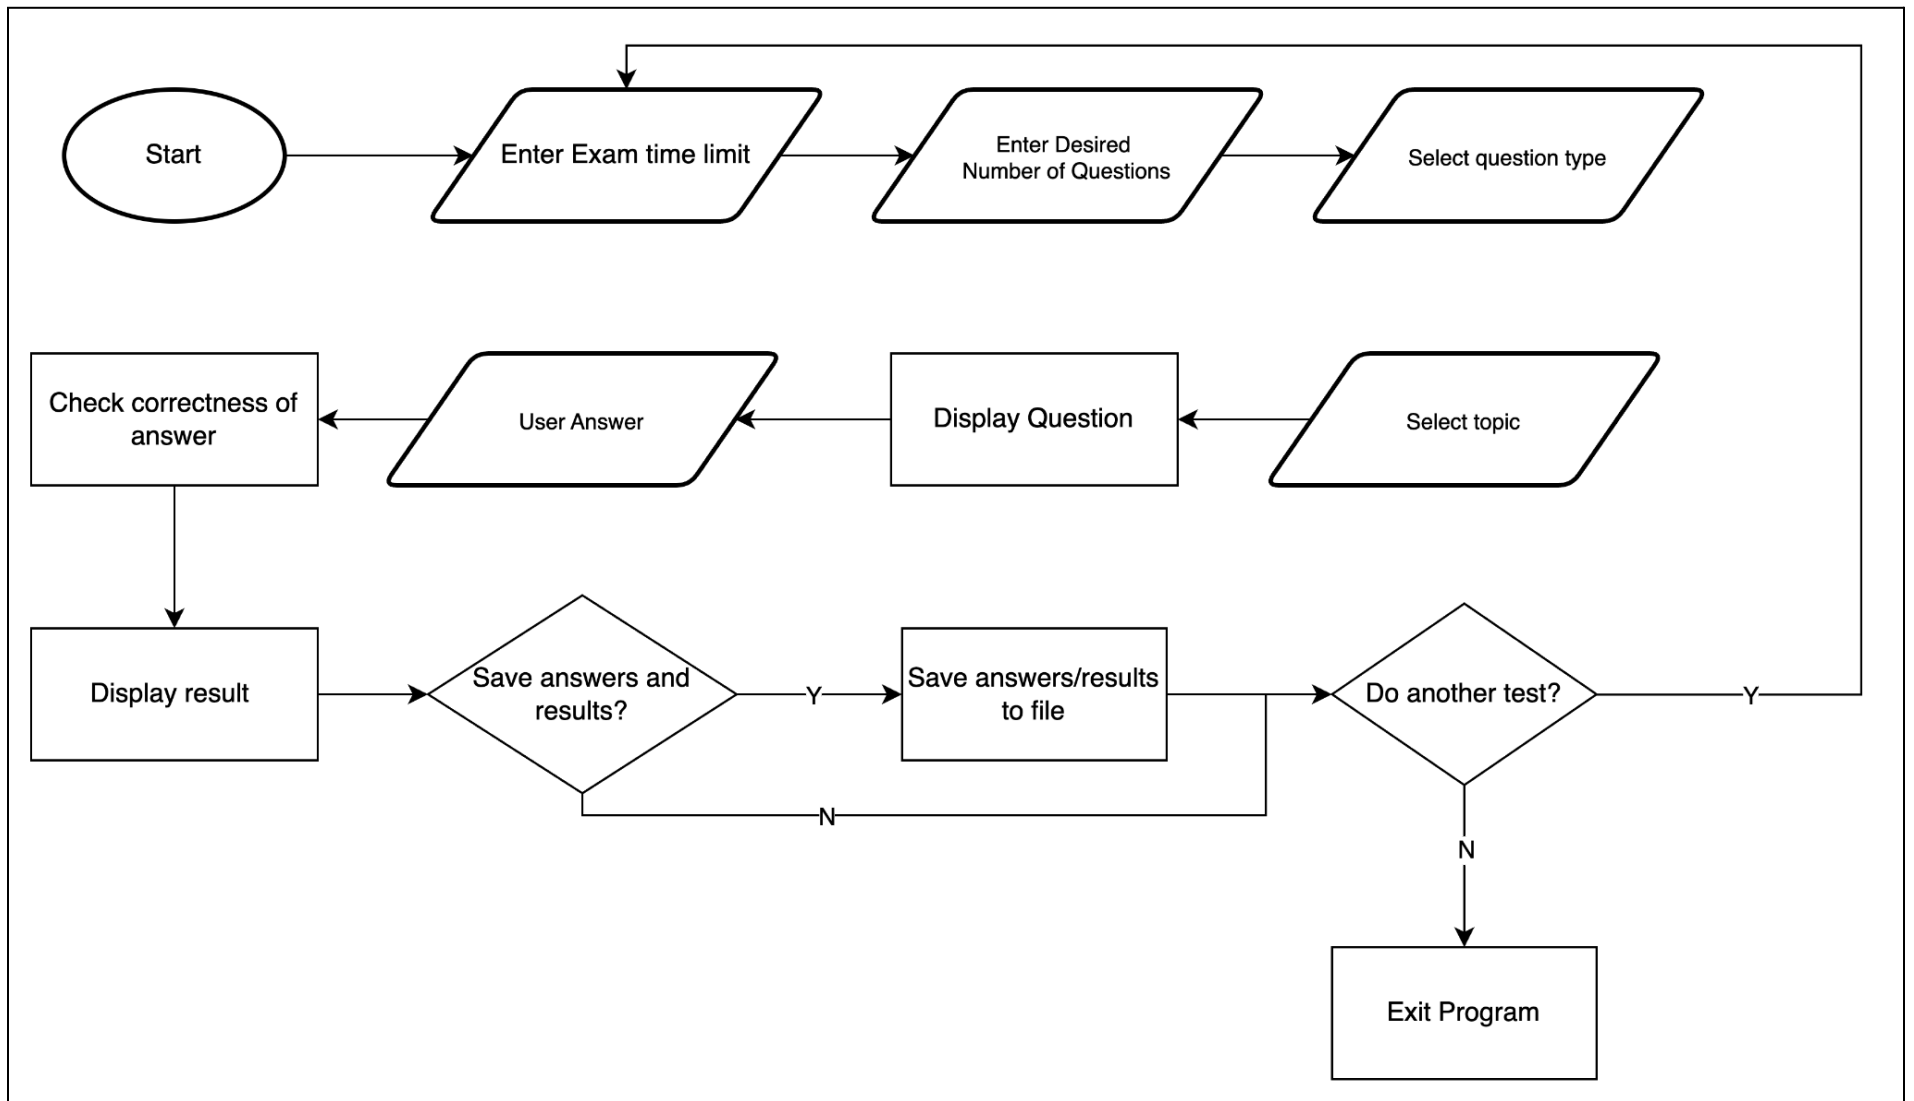 Start
Enter Exam time limit
Enter Desired
Number of Questions
Select question type
Check correctness of
answer
User Answer
Display Question
Select topic
Display result
Save answers and
results?
Y
Save answers/results
to file
Do another test?
Y
N
N
Exit Program